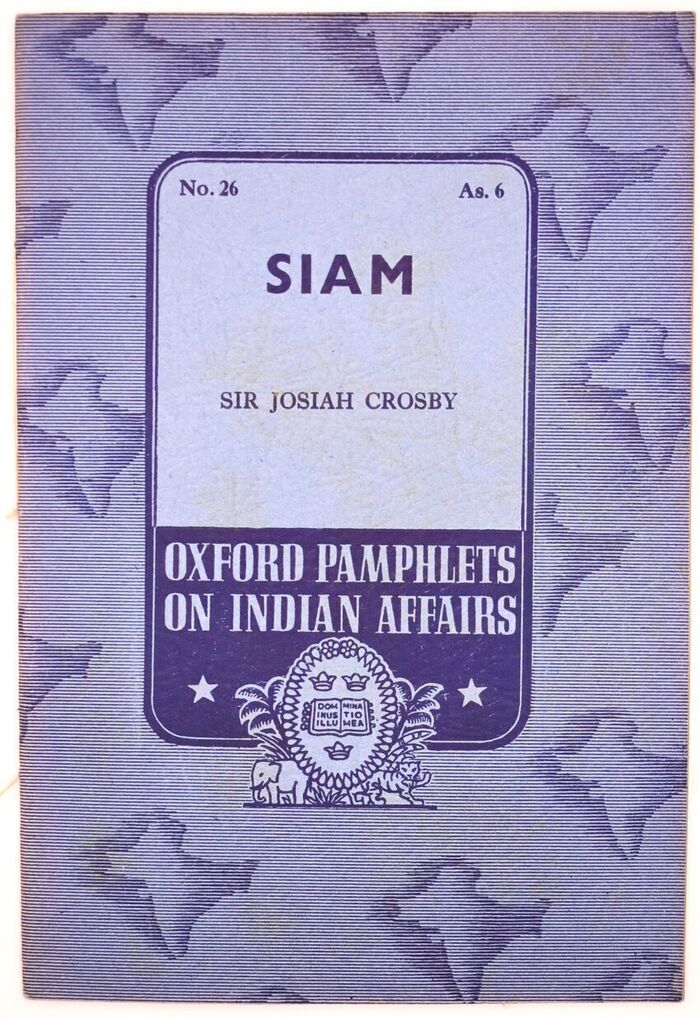 No. 26
As. 6
SIAM
SIR JOSIAH CROSBY
OXFORD PAMPHLETS
ON INDIAN AFFAIRS
DOM MINA
INUS TIO
ILLU MEA